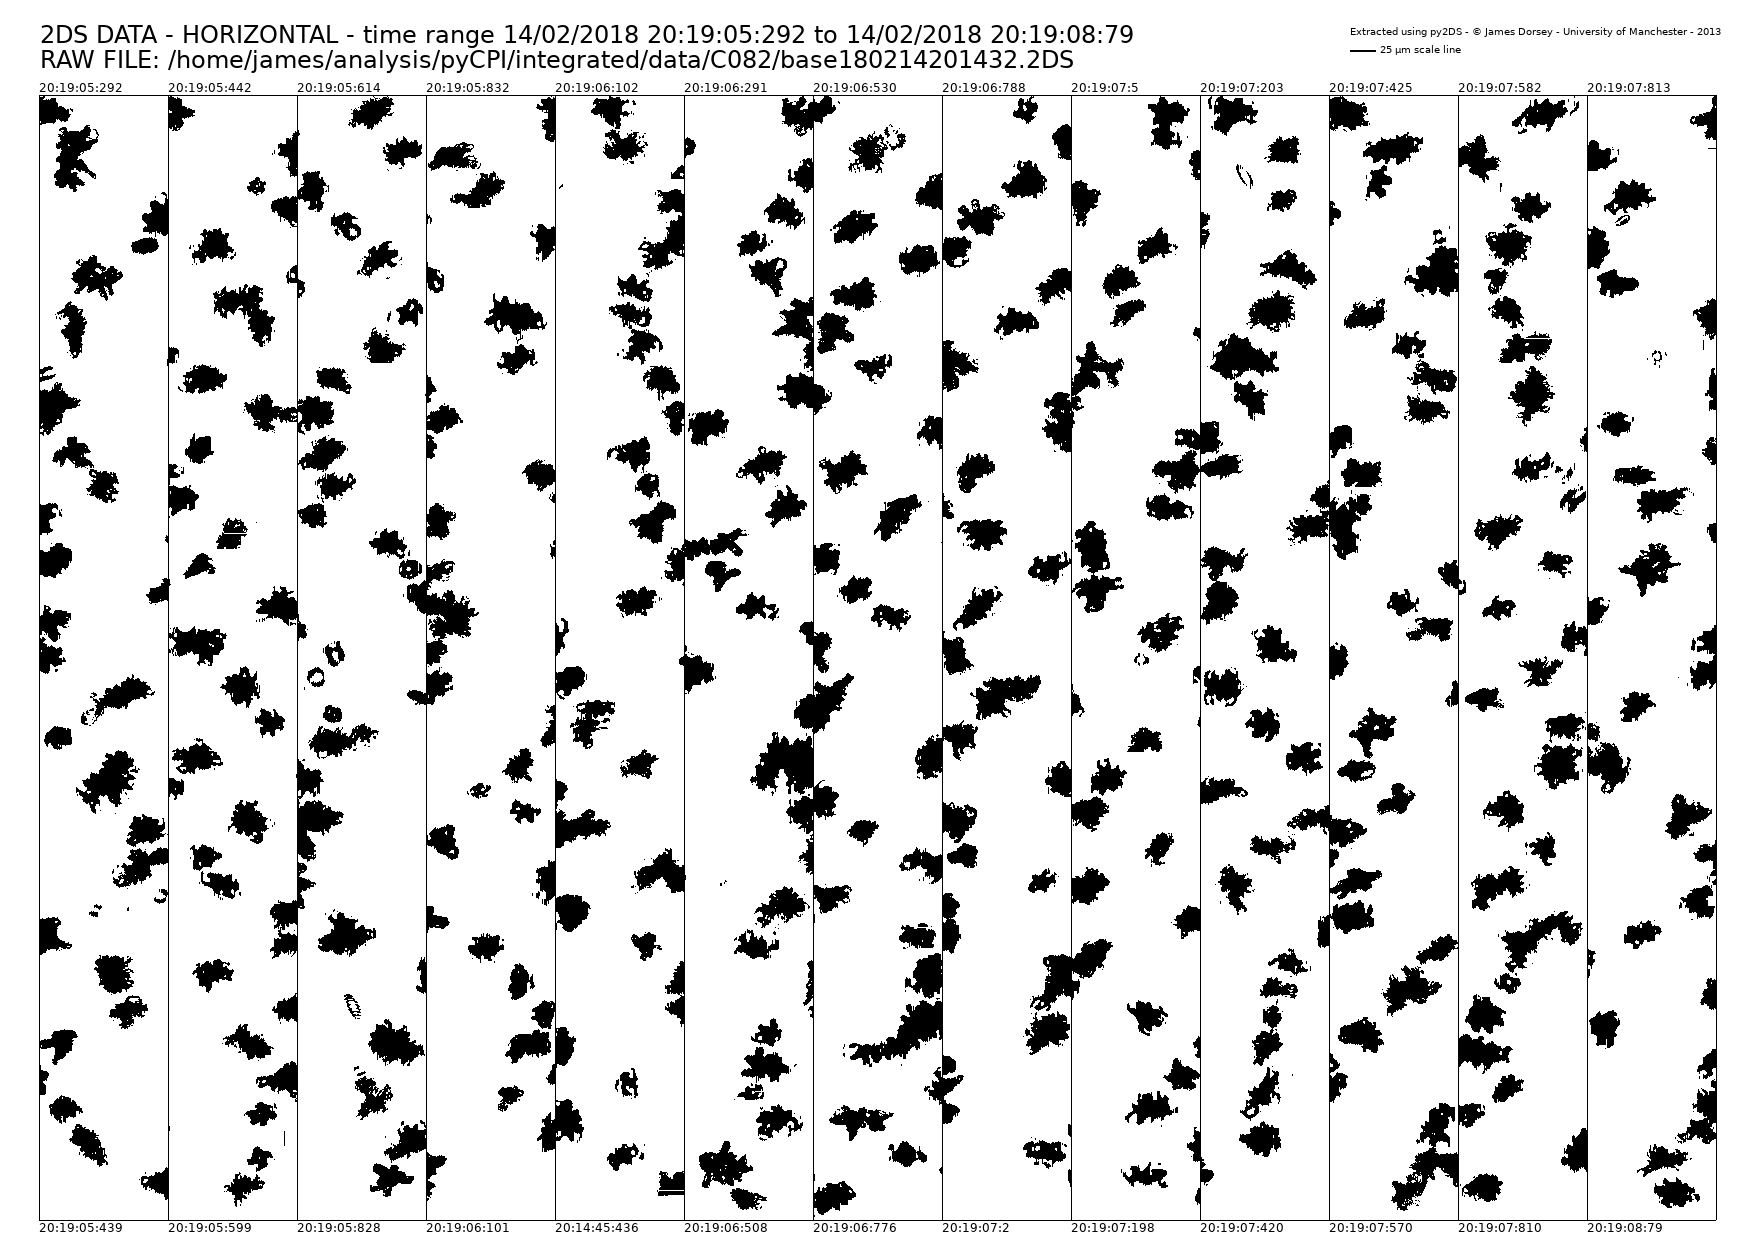 2DS DATA - HORIZONTAL - time range 14/02/2018 20:19:05:292 to 14/02/2018 20:19:08:79
RAW FILE: /home/james/analysis/pyCPI/integrated/data/C082/base180214201432.2DS
Extracted using py2DS - © James Dorsey - University of Manchester - 2013
25 µm scale line
20:19:05:292 20:19:05:442 20:19:05:614 20:19:05:832 20:19:06:102 20:19:06:291 20:19:06:530 20:19:06:788 20:19:07:5 20:19:07:203 20:19:07:425 20:19:07:582 20:19:07:813
20:19:05:439 20:19:05:599 20:19:05:828 20:19:06:101 20:14:45:436 20:19:06:508 20:19:06:776 20:19:07:2 20:19:07:198 20:19:07:420 20:19:07:570 20:19:07:810 20:19:08:79